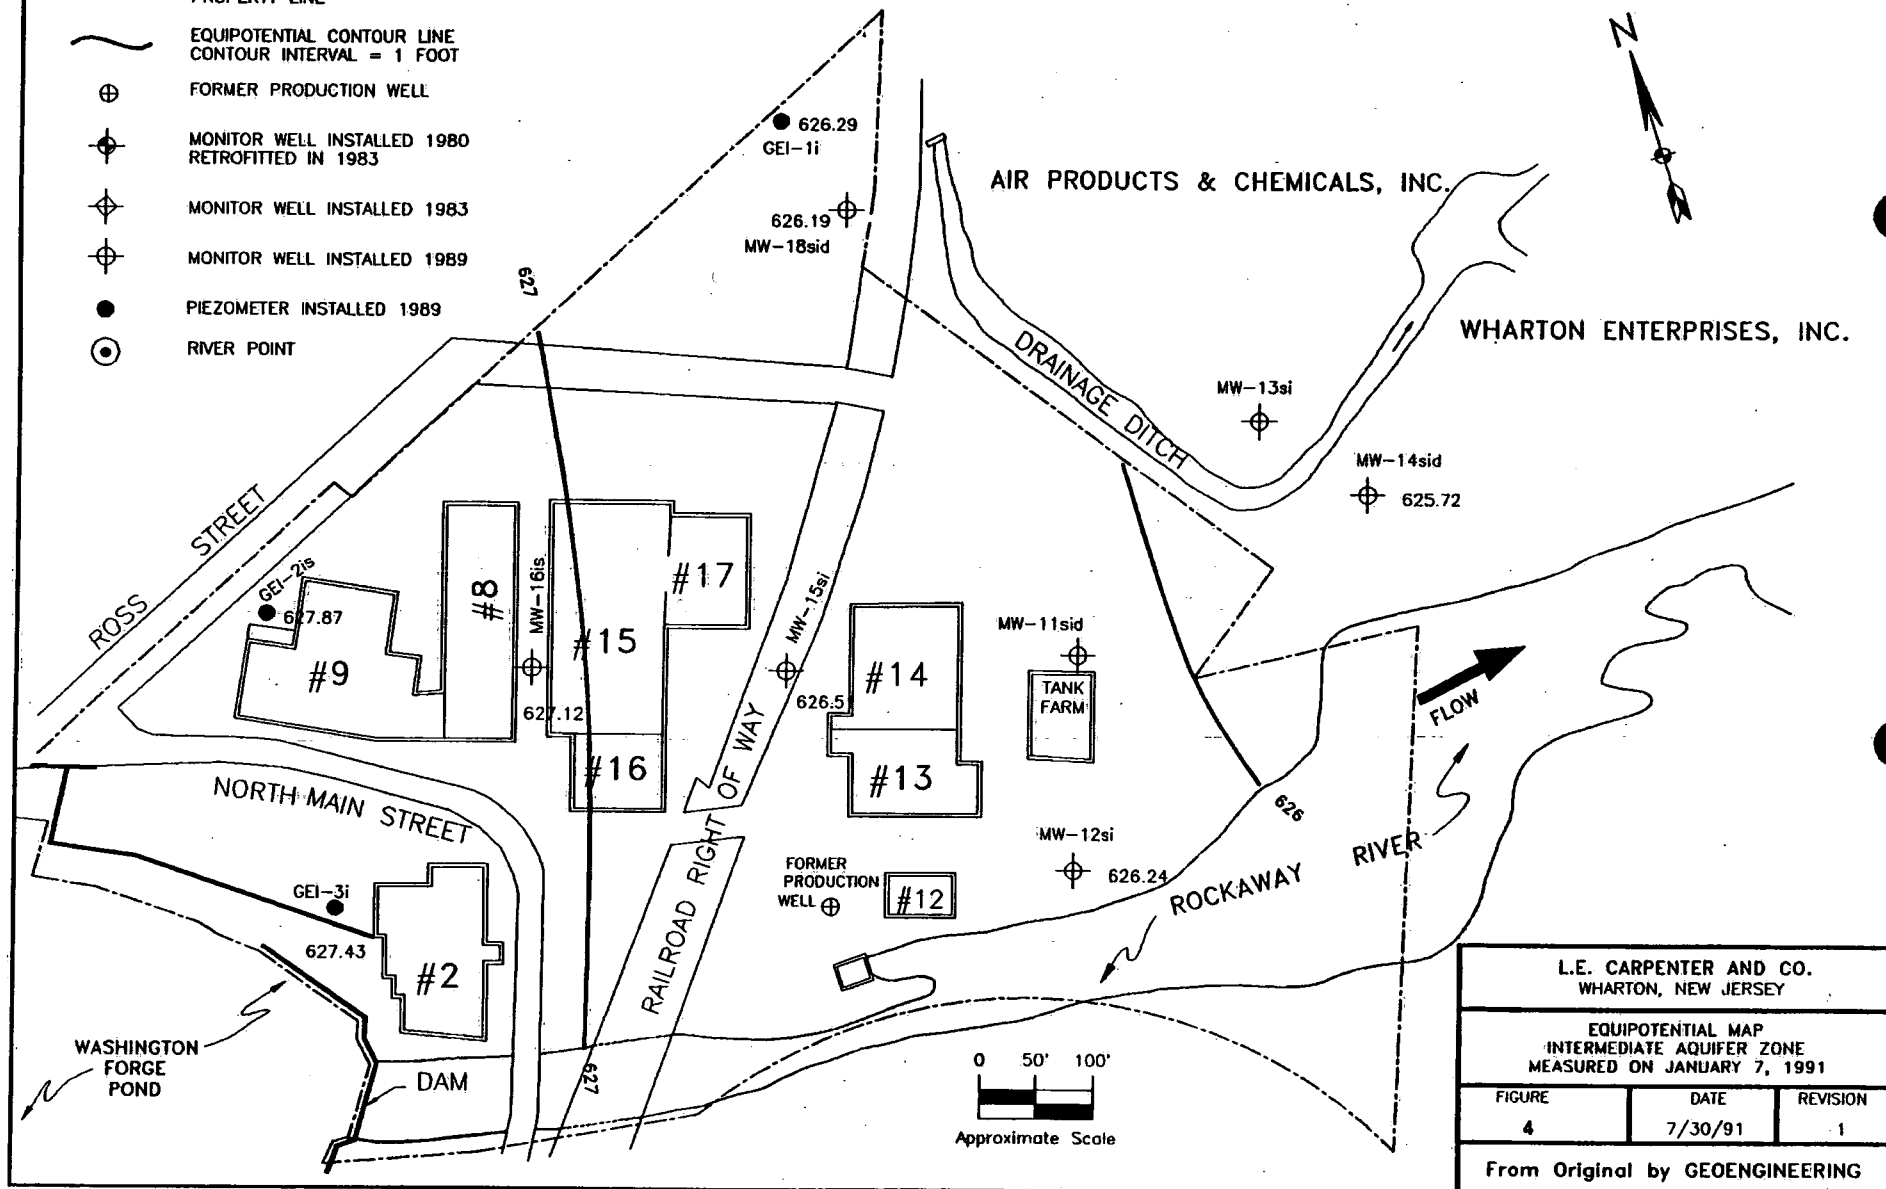 PROPERTY LINE
EQUIPOTENTIAL CONTOUR LINE
CONTOUR INTERVAL = 1 FOOT
FORMER PRODUCTION WELL
MONITOR WELL INSTALLED 1980
RETROFITTED IN 1983
MONITOR WELL INSTALLED 1983
MONITOR WELL INSTALLED 1989
PIEZOMETER INSTALLED 1989
RIVER POINT
N
626.29
GEI-1i
AIR PRODUCTS & CHEMICALS, INC.
626.19
MW-18sid
627
WHARTON ENTERPRISES, INC.
DRAINAGE DITCH
MW-13si
MW-14sid
625.72
ROSS STREET
GEI-2is
627.87
#9
#8
MW-16is
627.12
#15
#17
#16
MW-15si
626.51
#14
#13
MW-11sid
TANK
FARM
FLOW
626
NORTH MAIN STREET
RAILROAD RIGHT OF WAY
MW-12si
626.24
FORMER
PRODUCTION
WELL
#12
ROCKAWAY RIVER
GEI-3i
627.43
#2
WASHINGTON
FORGE
POND
DAM
627
0 50' 100'
Approximate Scale
L.E. CARPENTER AND CO.
WHARTON, NEW JERSEY
EQUIPOTENTIAL MAP
INTERMEDIATE AQUIFER ZONE
MEASURED ON JANUARY 7, 1991
FIGURE DATE REVISION
4 7/30/91 1
From Original by GEOENGINEERING